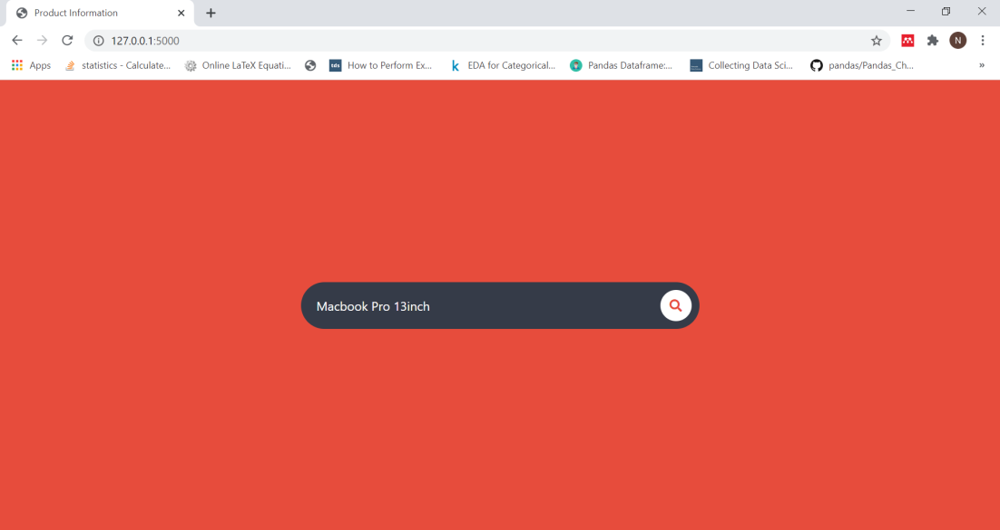 Product Information
127.0.0.1:5000
Apps statistics - Calculate... Online LaTeX Equati... tds How to Perform Ex... k EDA for Categorical... Pandas Dataframe:... Collecting Data Sci... pandas/Pandas_Ch... »
N
Macbook Pro 13inch